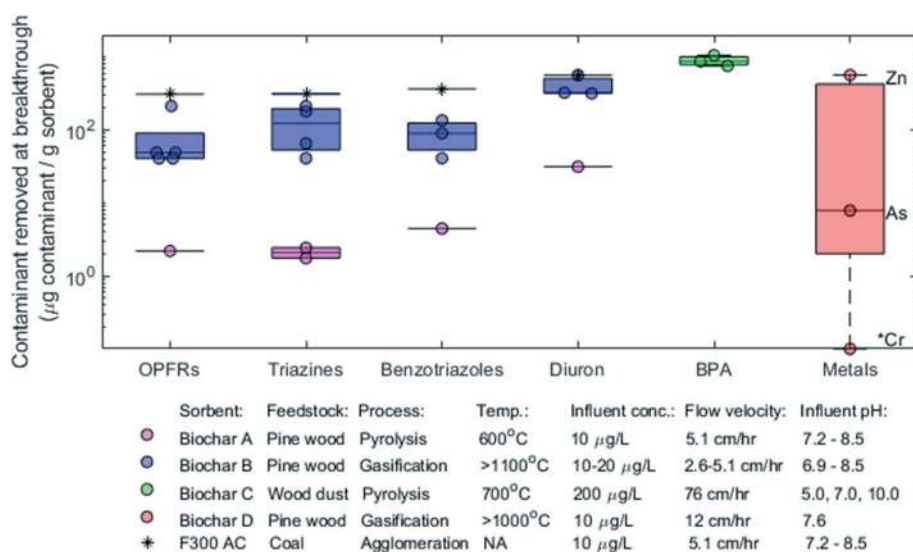 Contaminant removed at breakthrough
(μg contaminant / g sorbent)
10²
10⁰
Zn
As
*Cr
OPFRs Triazines Benzotriazoles Diuron BPA Metals
Sorbent: Feedstock: Process: Temp.: Influent conc.: Flow velocity: Influent pH:
Biochar A Pine wood Pyrolysis 600°C 10 μg/L 5.1 cm/hr 7.2 - 8.5
Biochar B Pine wood Gasification >1100°C 10-20 μg/L 2.6-5.1 cm/hr 6.9 - 8.5
Biochar C Wood dust Pyrolysis 700°C 200 μg/L 76 cm/hr 5.0, 7.0, 10.0
Biochar D Pine wood Gasification >1000°C 10 μg/L 12 cm/hr 7.6
F300 AC Coal Agglomeration NA 10 μg/L 5.1 cm/hr 7.2 - 8.5